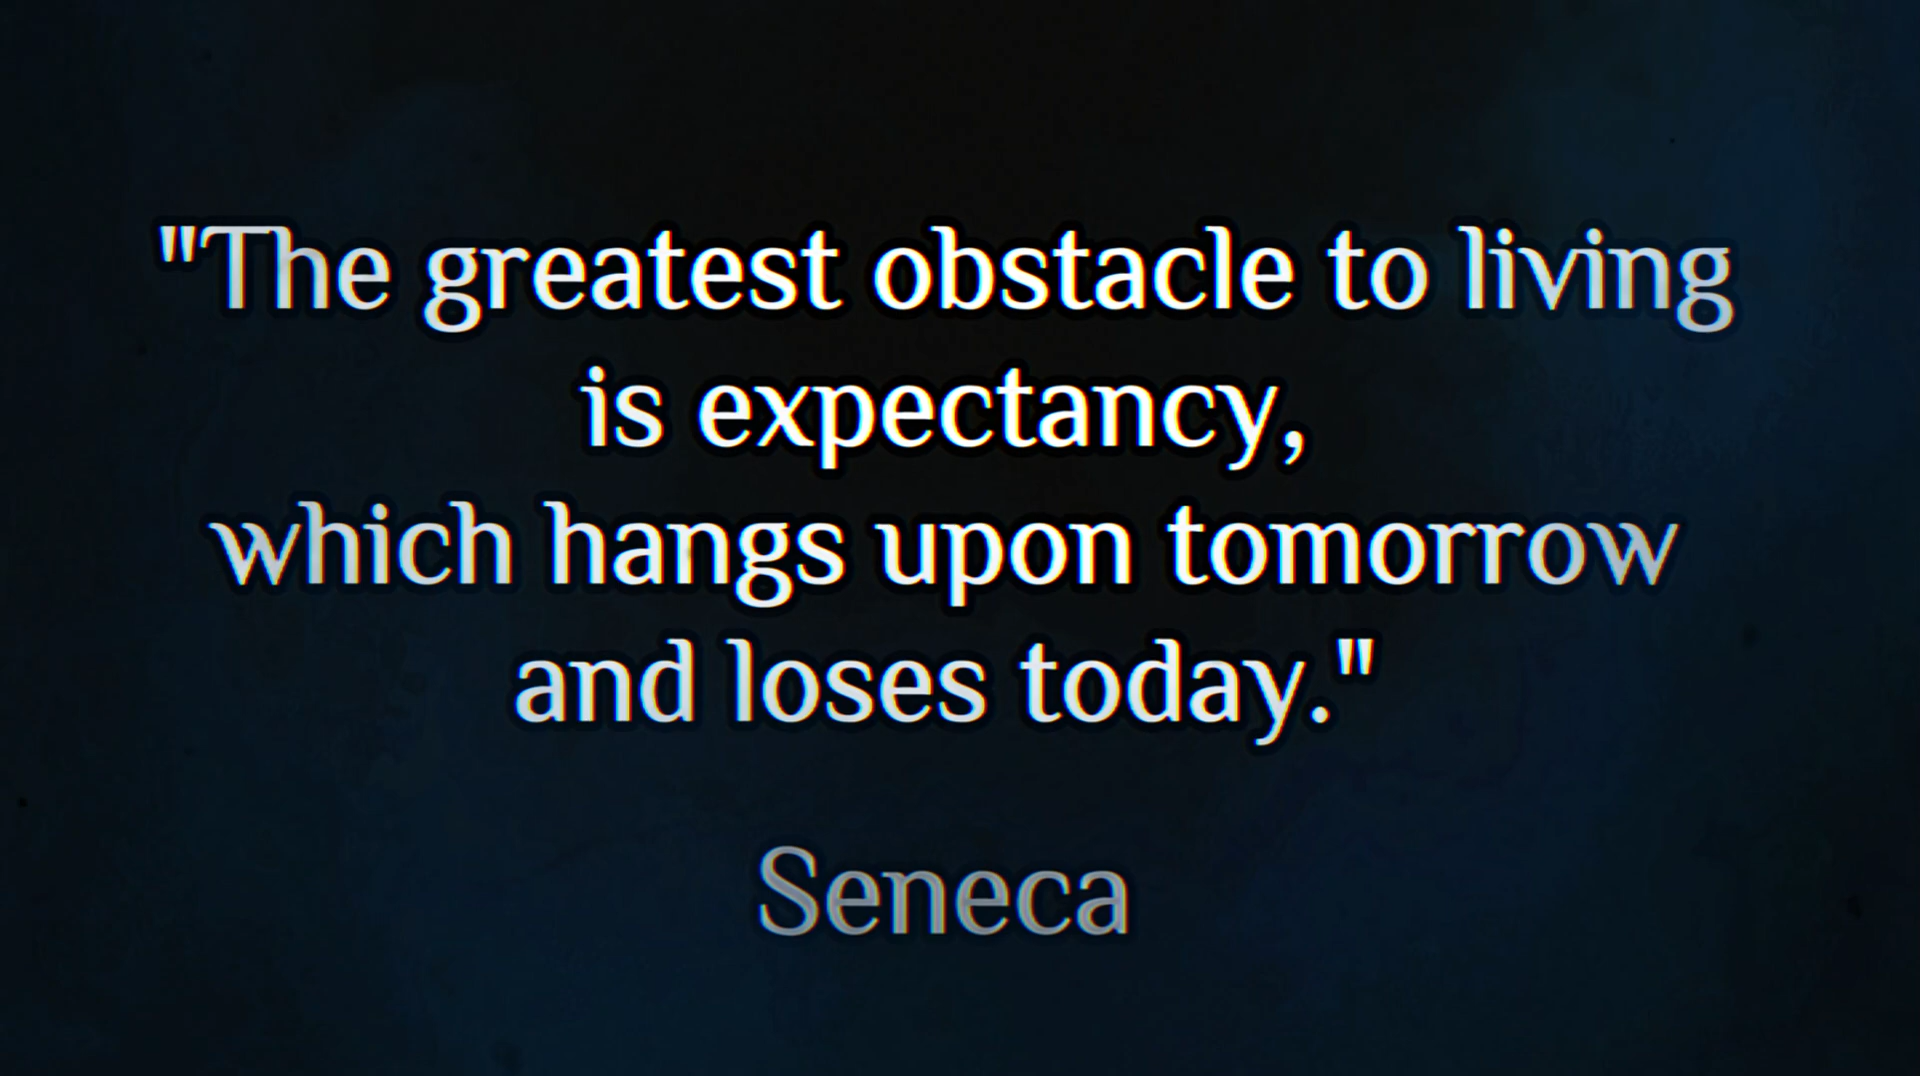 "The greatest obstacle to living
is expectancy,
which hangs upon tomorrow
and loses today."
Seneca